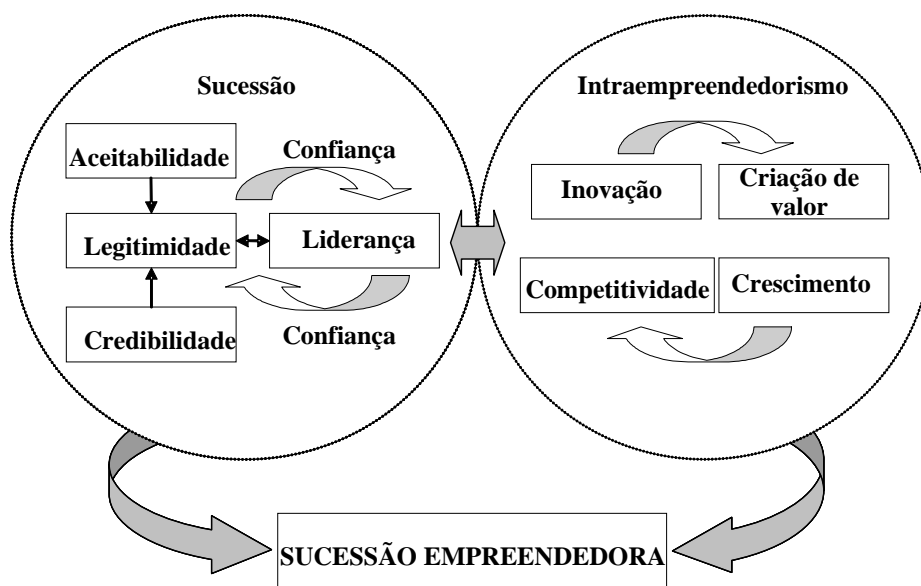 Sucessão
Aceitabilidade
Confiança
Legitimidade
Liderança
Credibilidade
Confiança
Intraempreendedorismo
Inovação
Criação de
valor
Competitividade
Crescimento
SUCESSÃO EMPREENDEDORA